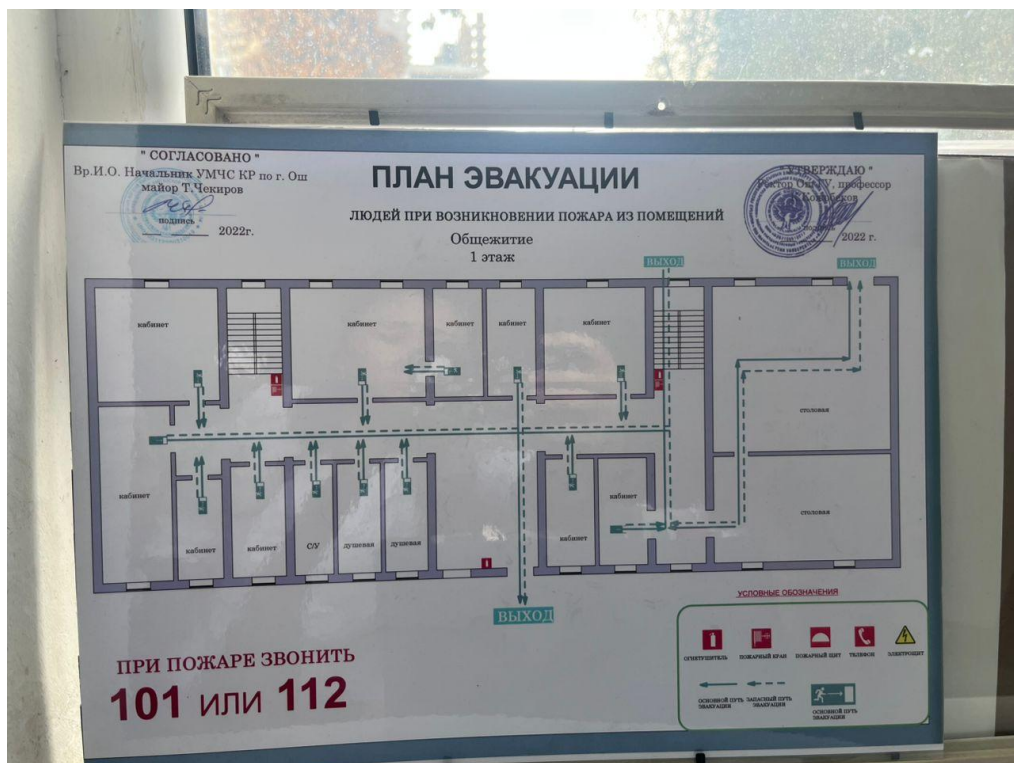 " СОГЛАСОВАНО "
Вр.И.О. Начальник УМЧС КР по г. Ош
майор Т.Чекиров
подпись
2022г.
ПЛАН ЭВАКУАЦИИ
ЛЮДЕЙ ПРИ ВОЗНИКНОВЕНИИ ПОЖАРА ИЗ ПОМЕЩЕНИЙ
Общежитие
1 этаж
УТВЕРЖДАЮ "
профессор
2022 г.
ВЫХОД
ВЫХОД
кабинет
кабинет
кабинет
кабинет
кабинет
столовая
кабинет
кабинет
кабинет
С/У
душевая
душевая
кабинет
кабинет
столовая
ВЫХОД
УСЛОВНЫЕ ОБОЗНАЧЕНИЯ
ОГНЕТУШИТЕЛЬ
ПОЖАРНЫЙ КРАН
ПОЖАРНЫЙ ЩИТ
ТЕЛЕФОН
ЭЛЕКТРОЩИТ
ОСНОВНОЙ ПУТЬ
ЭВАКУАЦИИ
ЗАПАСНЫЙ ПУТЬ
ЭВАКУАЦИИ
ОСНОВНОЙ ПУТЬ
ЭВАКУАЦИИ
ПРИ ПОЖАРЕ ЗВОНИТЬ
101 ИЛИ 112